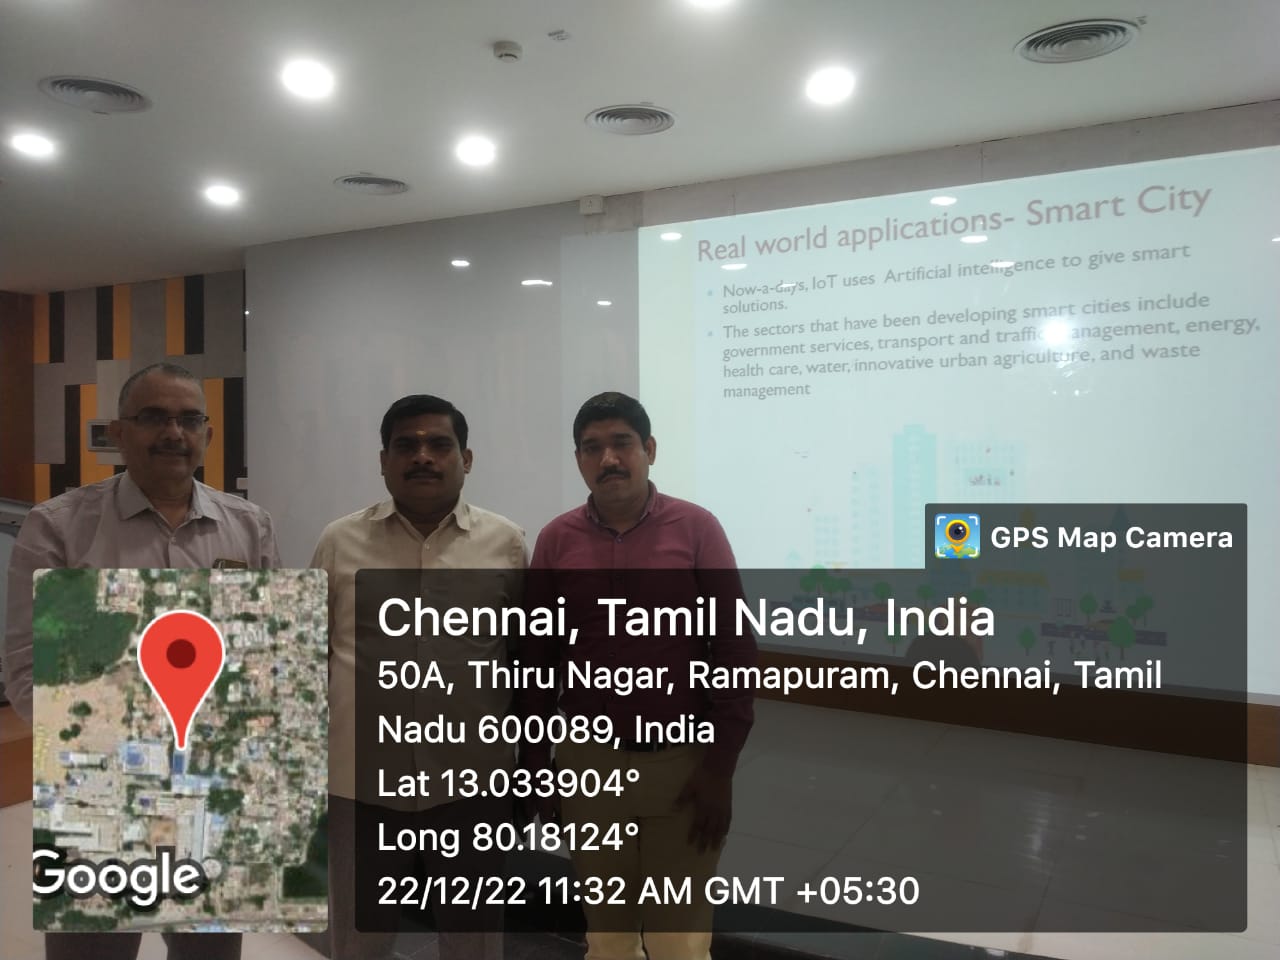 Real world applications- Smart City
Now-a-days, IoT uses Artificial intelligence to give smart
solutions.
The sectors that have been developing smart cities include
government services, transport and traffic management, energy,
health care, water, innovative urban agriculture, and waste
management
GPS Map Camera
Chennai, Tamil Nadu, India
50A, Thiru Nagar, Ramapuram, Chennai, Tamil
Nadu 600089, India
Lat 13.033904°
Long 80.18124°
22/12/22 11:32 AM GMT +05:30
Google